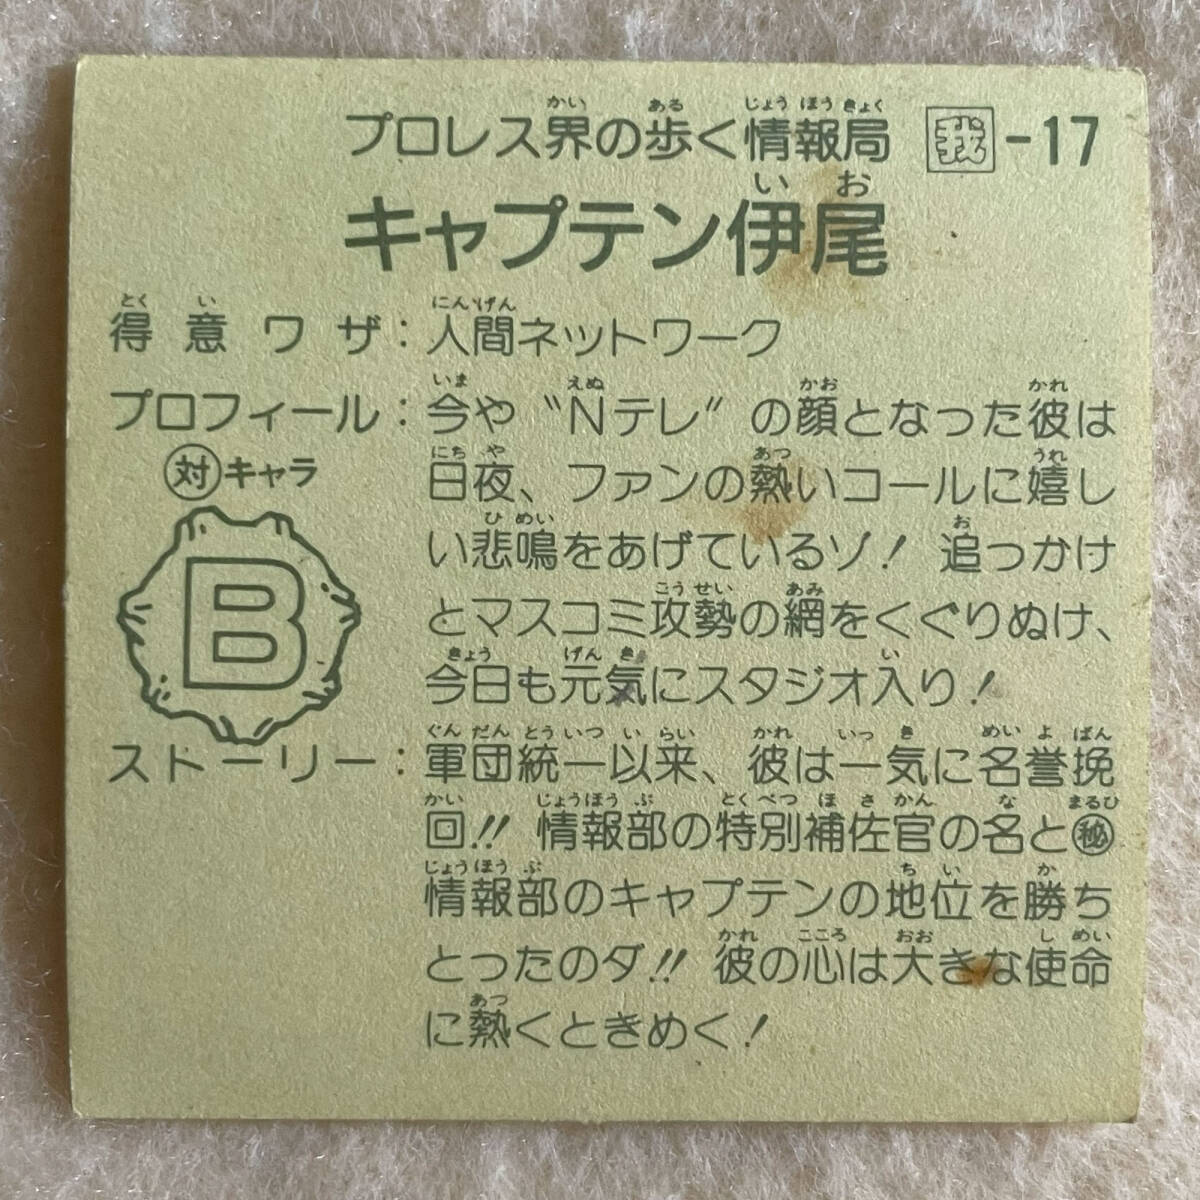 プロレス界の歩く情報局 我-17
キャプテン伊尾
得意ワザ：人間ネットワーク
プロフィール：今や〝Nテレ〟の顔となった彼は
日夜、ファンの熱いコールに嬉し
い悲鳴をあげているゾ！ 追っかけ
とマスコミ攻勢の網をくぐりぬけ、
今日も元気にスタジオ入り！
対キャラ
B
ストーリー：軍団統一以来、彼は一気に名誉挽
回!! 情報部の特別補佐官の名と㊙
情報部のキャプテンの地位を勝ち
とったのダ!! 彼の心は大きな使命
に熱くときめく！